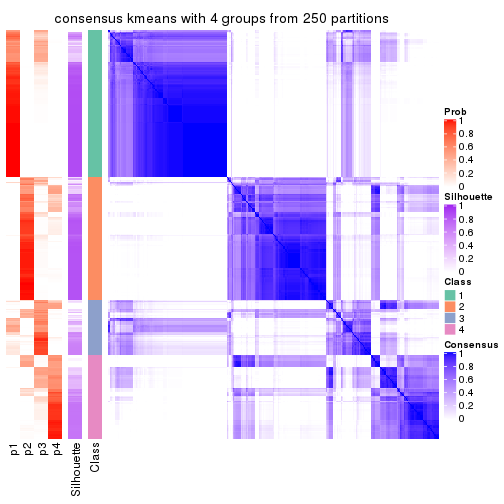 consensus kmeans with 4 groups from 250 partitions
Prob
1
0.8
0.6
0.4
0.2
0
Silhouette
1
0.8
0.6
0.4
0.2
0
Class
1
2
3
4
Consensus
1
0.8
0.6
0.4
0.2
0
p1
p2
p3
p4
Silhouette
Class